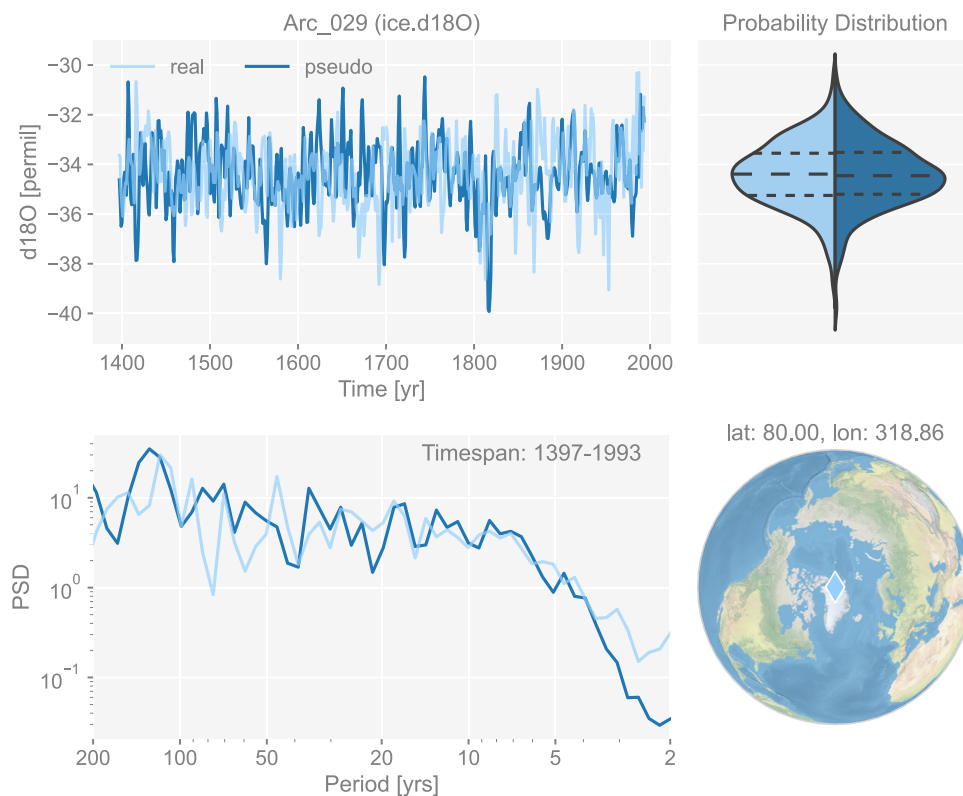 Arc_029 (ice.d18O)
Probability Distribution
real
pseudo
d18O [permil]
−30
−32
−34
−36
−38
−40
1400
1500
1600
1700
1800
1900
2000
Time [yr]
Timespan: 1397-1993
PSD
10^1
10^0
10^−1
200
100
50
20
10
5
2
Period [yrs]
lat: 80.00, lon: 318.86